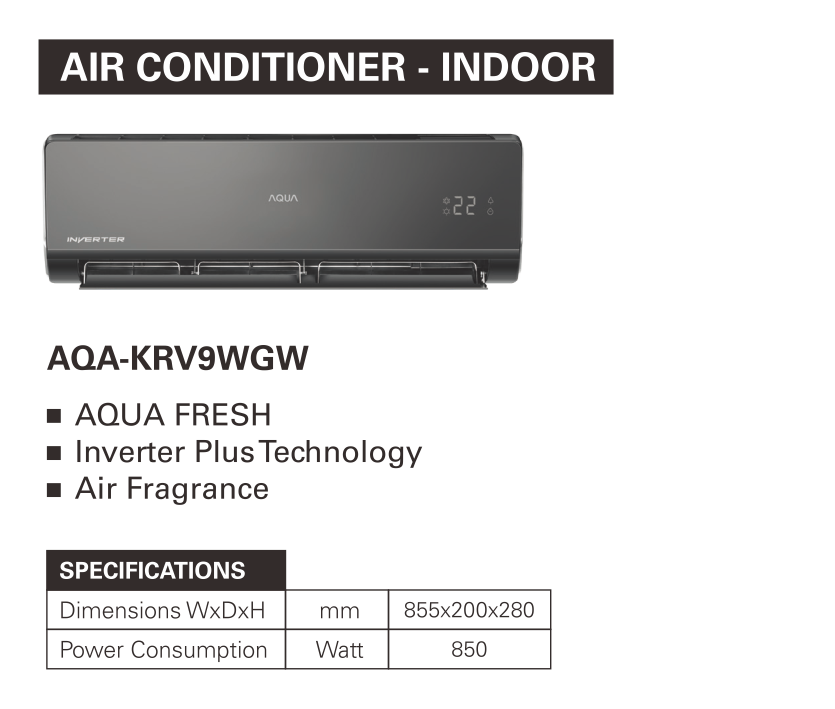 AIR CONDITIONER - INDOOR
AQUA
22
INVERTER
AQA-KRV9WGW
AQUA FRESH
Inverter Plus Technology
Air Fragrance
SPECIFICATIONS
Dimensions WxDxH mm 855x200x280
Power Consumption Watt 850